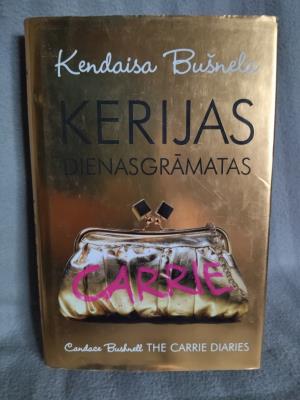 Kendaisa Bušnela
KERIJAS
DIENASGRĀMATAS
CARRIE
Candace Bushnell THE CARRIE DIARIES